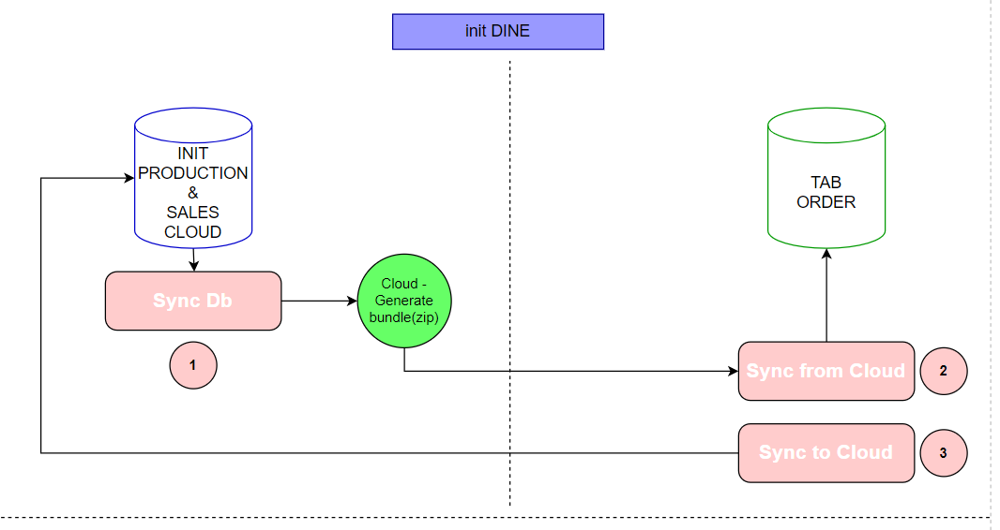 init DINE
INIT
PRODUCTION
&
SALES
CLOUD
TAB
ORDER
Sync Db
Cloud -
Generate
bundle(zip)
1
Sync from Cloud
2
Sync to Cloud
3